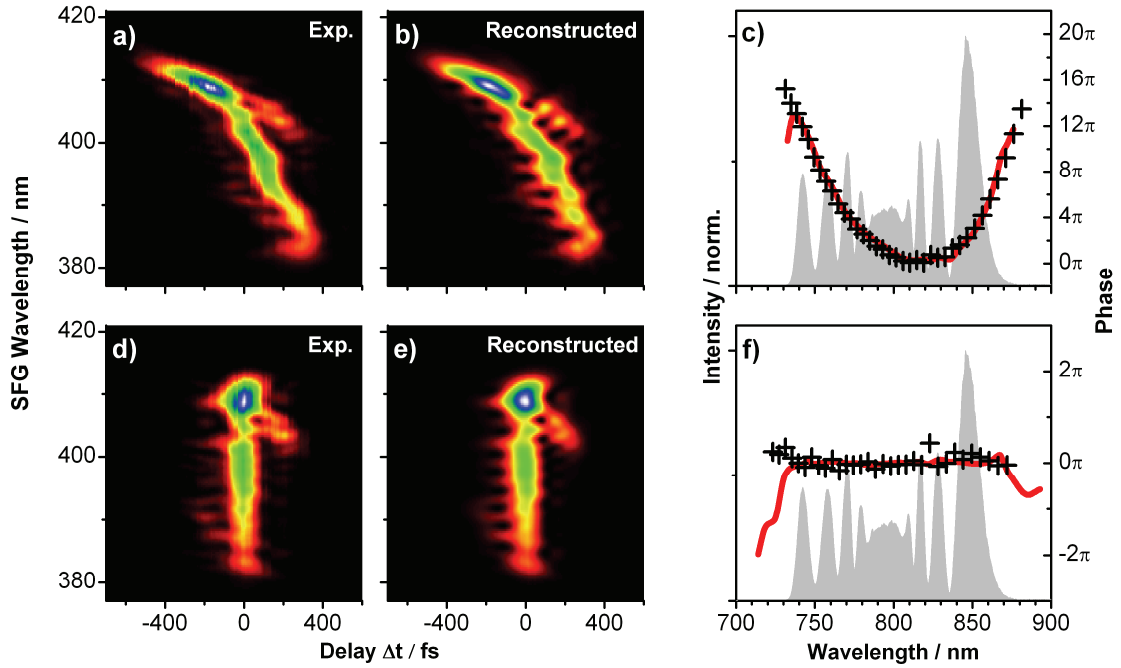 a) Exp.
b) Reconstructed
c)
d) Exp.
e) Reconstructed
f)
SFG Wavelength / nm
420
400
380
420
400
380
-400 0 400
-400 0 400
Delay Δt / fs
Intensity / norm.
Phase
20π
16π
12π
8π
4π
0π
2π
0π
-2π
700 750 800 850 900
Wavelength / nm